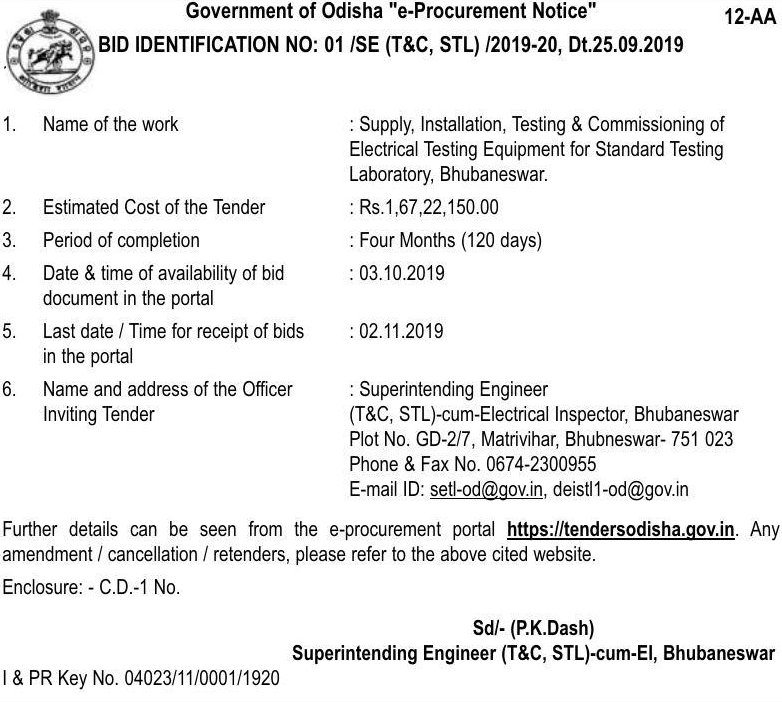 Government of Odisha "e-Procurement Notice"
12-AA
BID IDENTIFICATION NO: 01 /SE (T&C, STL) /2019-20, Dt.25.09.2019
1. Name of the work : Supply, Installation, Testing & Commissioning of
Electrical Testing Equipment for Standard Testing
Laboratory, Bhubaneswar.
2. Estimated Cost of the Tender : Rs.1,67,22,150.00
3. Period of completion : Four Months (120 days)
4. Date & time of availability of bid : 03.10.2019
document in the portal
5. Last date / Time for receipt of bids : 02.11.2019
in the portal
6. Name and address of the Officer : Superintending Engineer
Inviting Tender (T&C, STL)-cum-Electrical Inspector, Bhubaneswar
Plot No. GD-2/7, Matrivihar, Bhubneswar- 751 023
Phone & Fax No. 0674-2300955
E-mail ID: setl-od@gov.in, deistl1-od@gov.in
Further details can be seen from the e-procurement portal https://tendersodisha.gov.in. Any
amendment / cancellation / retenders, please refer to the above cited website.
Enclosure: - C.D.-1 No.
Sd/- (P.K.Dash)
Superintending Engineer (T&C, STL)-cum-EI, Bhubaneswar
I & PR Key No. 04023/11/0001/1920